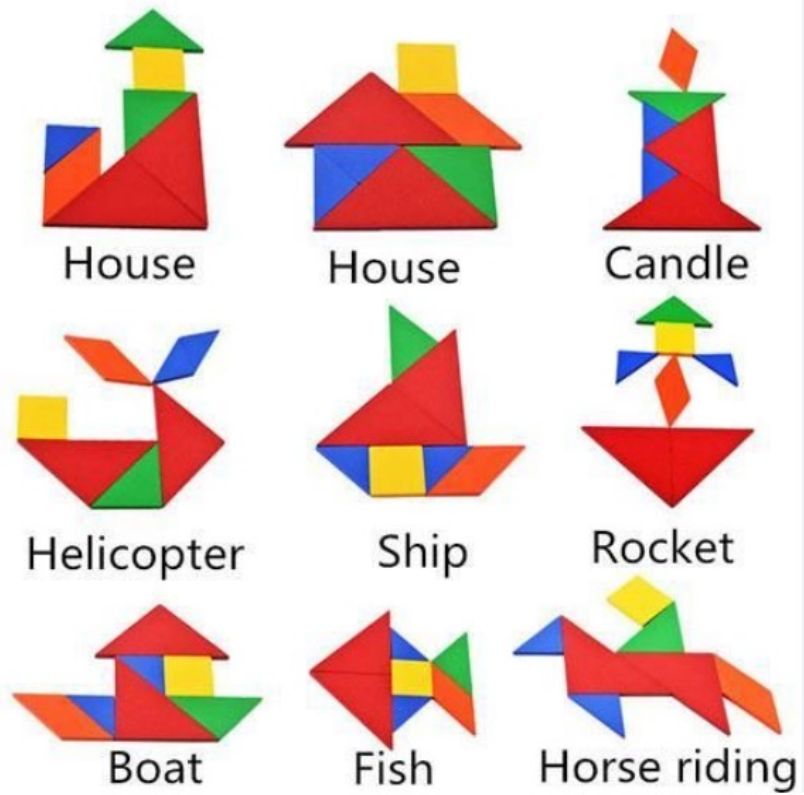 House
House
Candle
Helicopter
Ship
Rocket
Boat
Fish
Horse riding